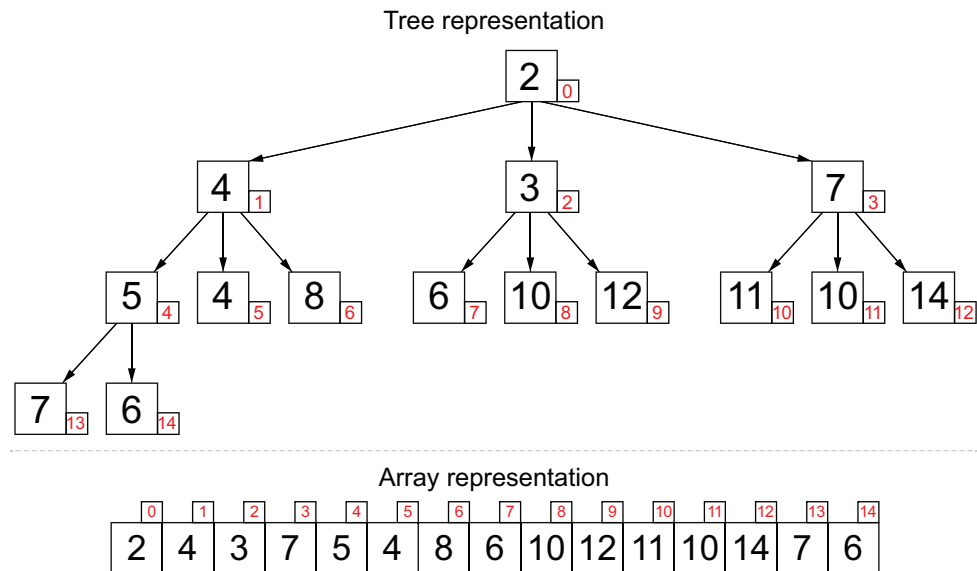 Tree representation
2 0
4 1 3 2 7 3
5 4 4 5 8 6 6 7 10 8 12 9 11 10 10 11 14 12
7 13 6 14
Array representation
0 1 2 3 4 5 6 7 8 9 10 11 12 13 14
2 4 3 7 5 4 8 6 10 12 11 10 14 7 6